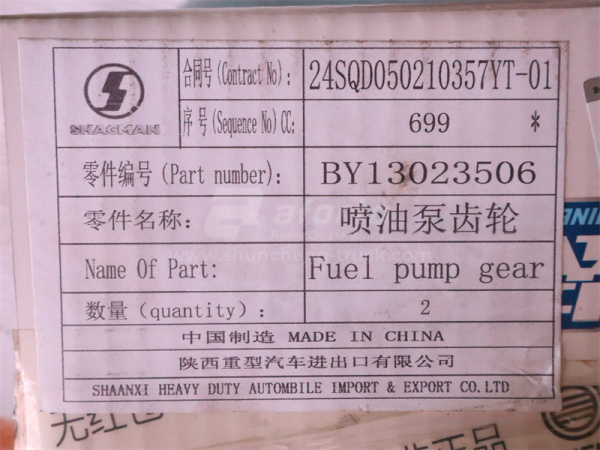 合同号(Contract No): 24SQD050210357YT-01
SHACMAN
序号(Sequence No)CC: 699 *
零件编号(Part number): BY13023506
零件名称: 喷油泵齿轮
Name Of Part: Fuel pump gear
数量(quantity): 2
中国制造 MADE IN CHINA
陕西重型汽车进出口有限公司
SHAANXI HEAVY DUTY AUTOMBILE IMPORT & EXPORT CO.LTD
正品